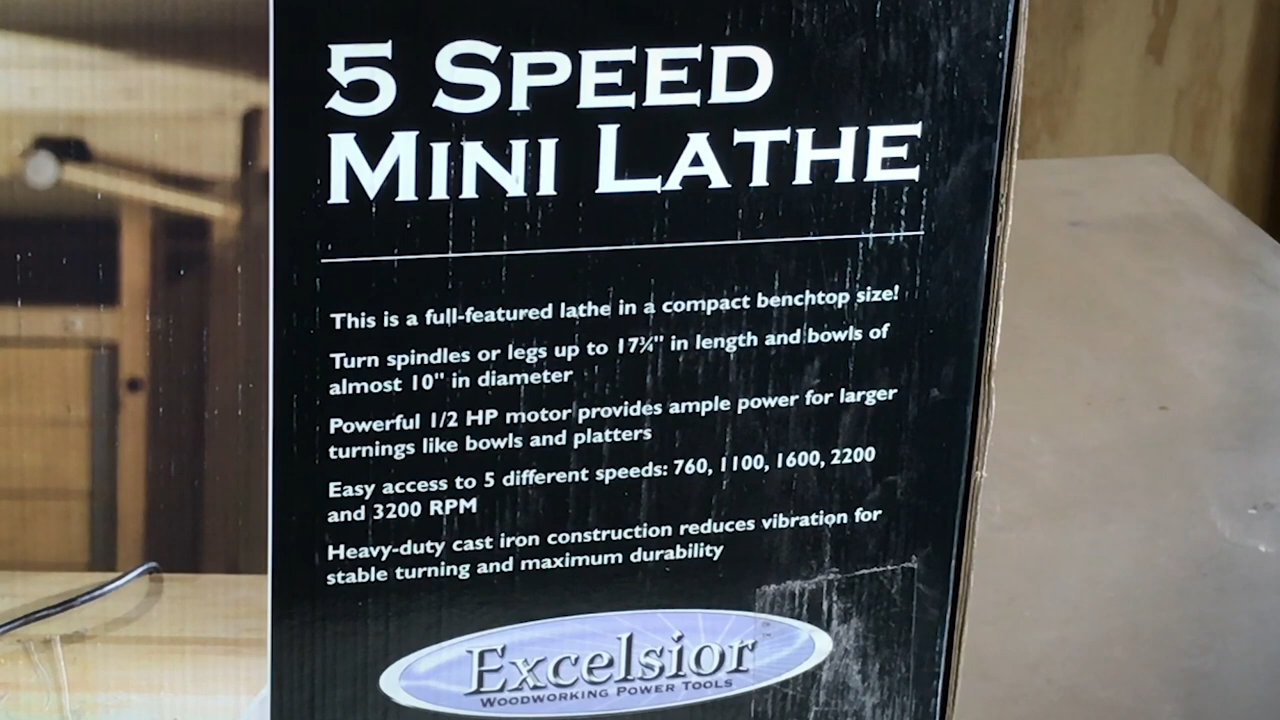 5 SPEED
MINI LATHE
This is a full-featured lathe in a compact benchtop size!
Turn spindles or legs up to 17¾" in length and bowls of
almost 10" in diameter
Powerful 1/2 HP motor provides ample power for larger
turnings like bowls and platters
Easy access to 5 different speeds: 760, 1100, 1600, 2200
and 3200 RPM
Heavy-duty cast iron construction reduces vibration for
stable turning and maximum durability
Excelsior™
WOODWORKING POWER TOOLS